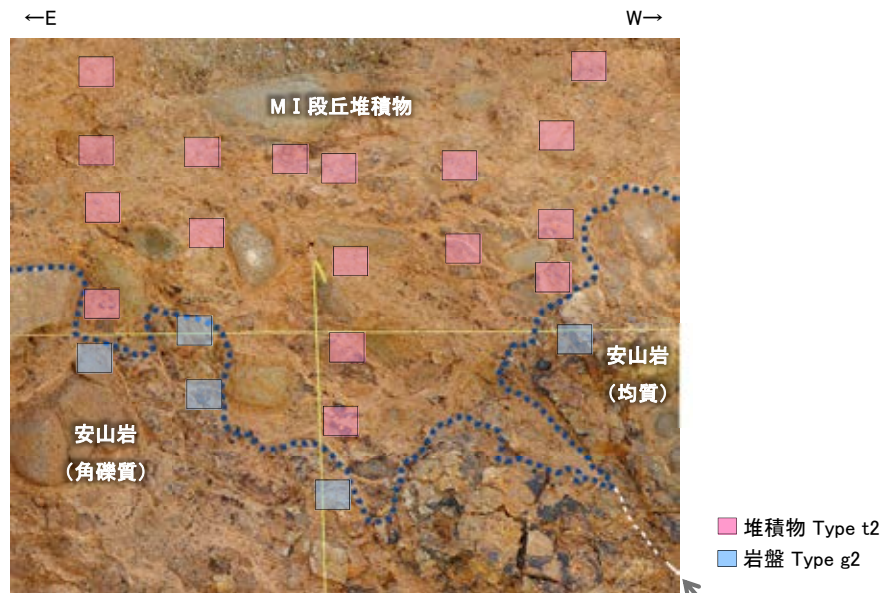 ←E
W→
ＭⅠ段丘堆積物
安山岩
（均質）
安山岩
（角礫質）
堆積物 Type t2
岩盤 Type g2